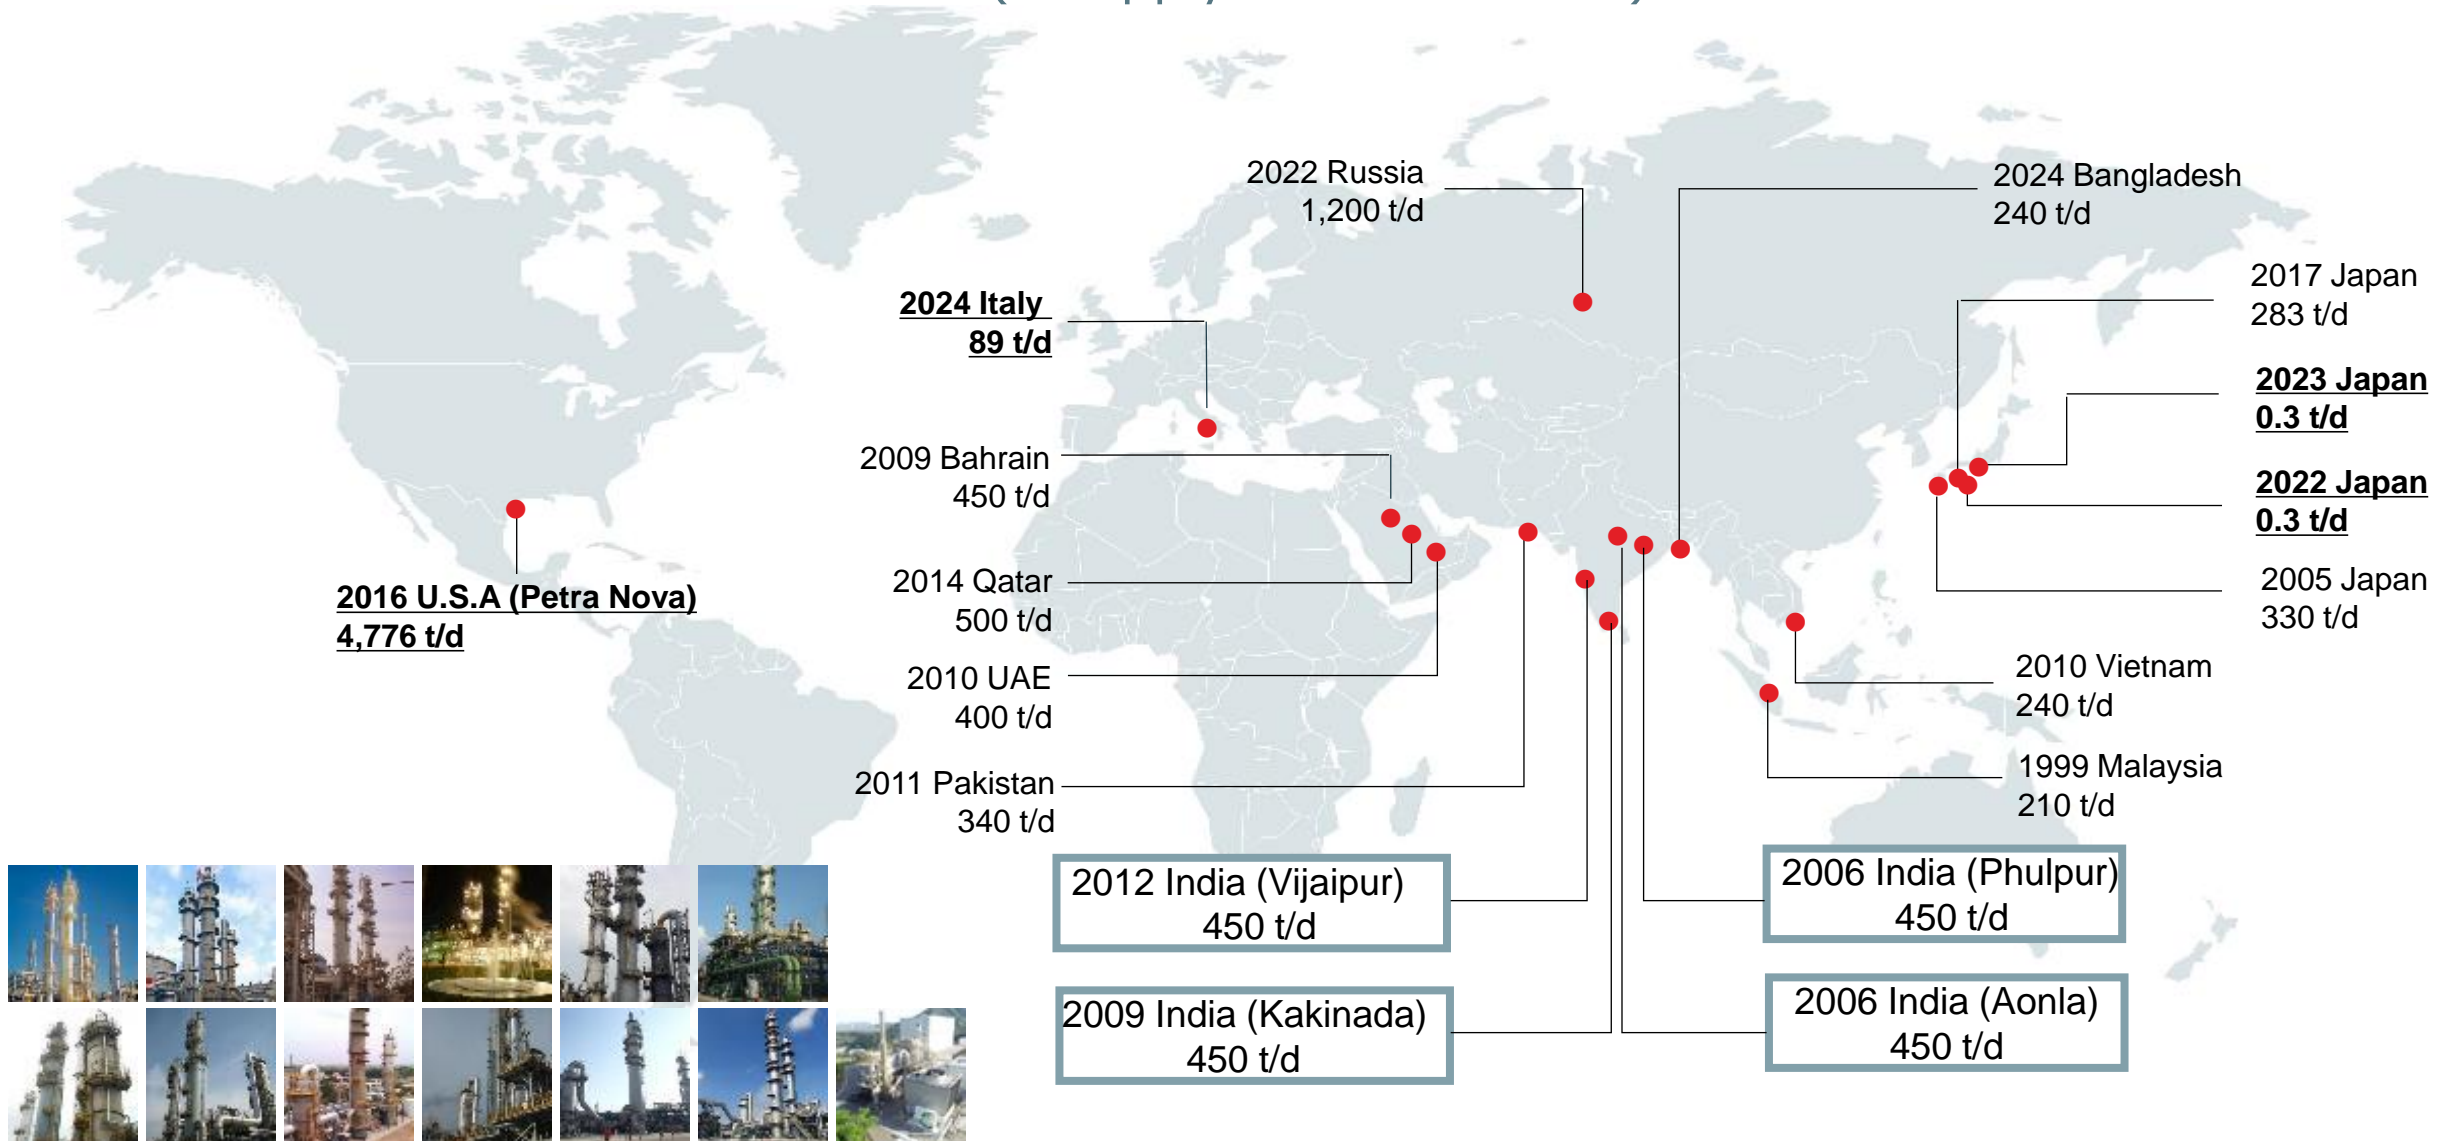 2022 Russia
1,200 t/d
2024 Bangladesh
240 t/d
2017 Japan
283 t/d
2024 Italy
89 t/d
2023 Japan
0.3 t/d
2009 Bahrain
450 t/d
2022 Japan
0.3 t/d
2016 U.S.A (Petra Nova)
4,776 t/d
2014 Qatar
500 t/d
2005 Japan
330 t/d
2010 UAE
400 t/d
2010 Vietnam
240 t/d
2011 Pakistan
340 t/d
1999 Malaysia
210 t/d
2012 India (Vijaipur)
450 t/d
2006 India (Phulpur)
450 t/d
2009 India (Kakinada)
450 t/d
2006 India (Aonla)
450 t/d